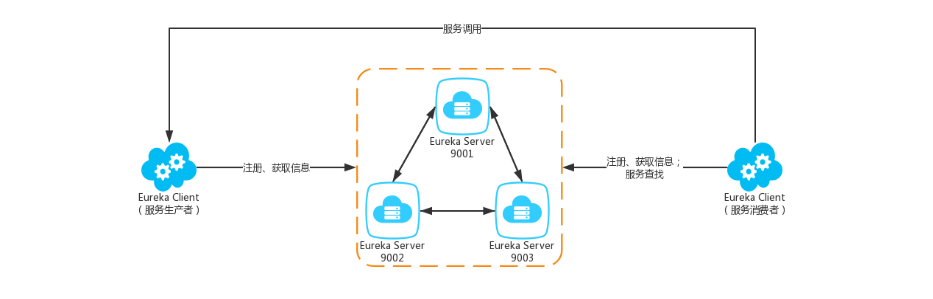 服务调用
Eureka Server
9001
注册、获取信息
注册、获取信息；
服务查找
Eureka Client
（服务生产者）
Eureka Client
（服务消费者）
Eureka Server
9002
Eureka Server
9003